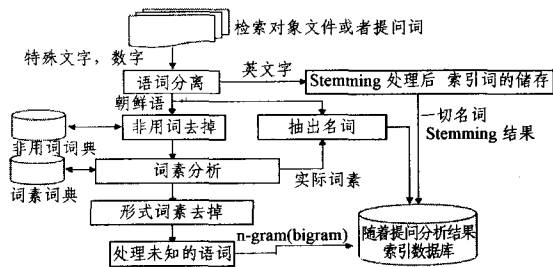 检索对象文件或者提问词
特殊文字，数字
语词分离
英文字
Stemming 处理后 索引词的储存
朝鲜语
一切名词
Stemming 结果
非用词去掉
抽出名词
非用词词典
词素分析
实际词素
词素词典
形式词素去掉
n-gram(bigram)
处理未知的语词
随着提问分析结果
索引数据库